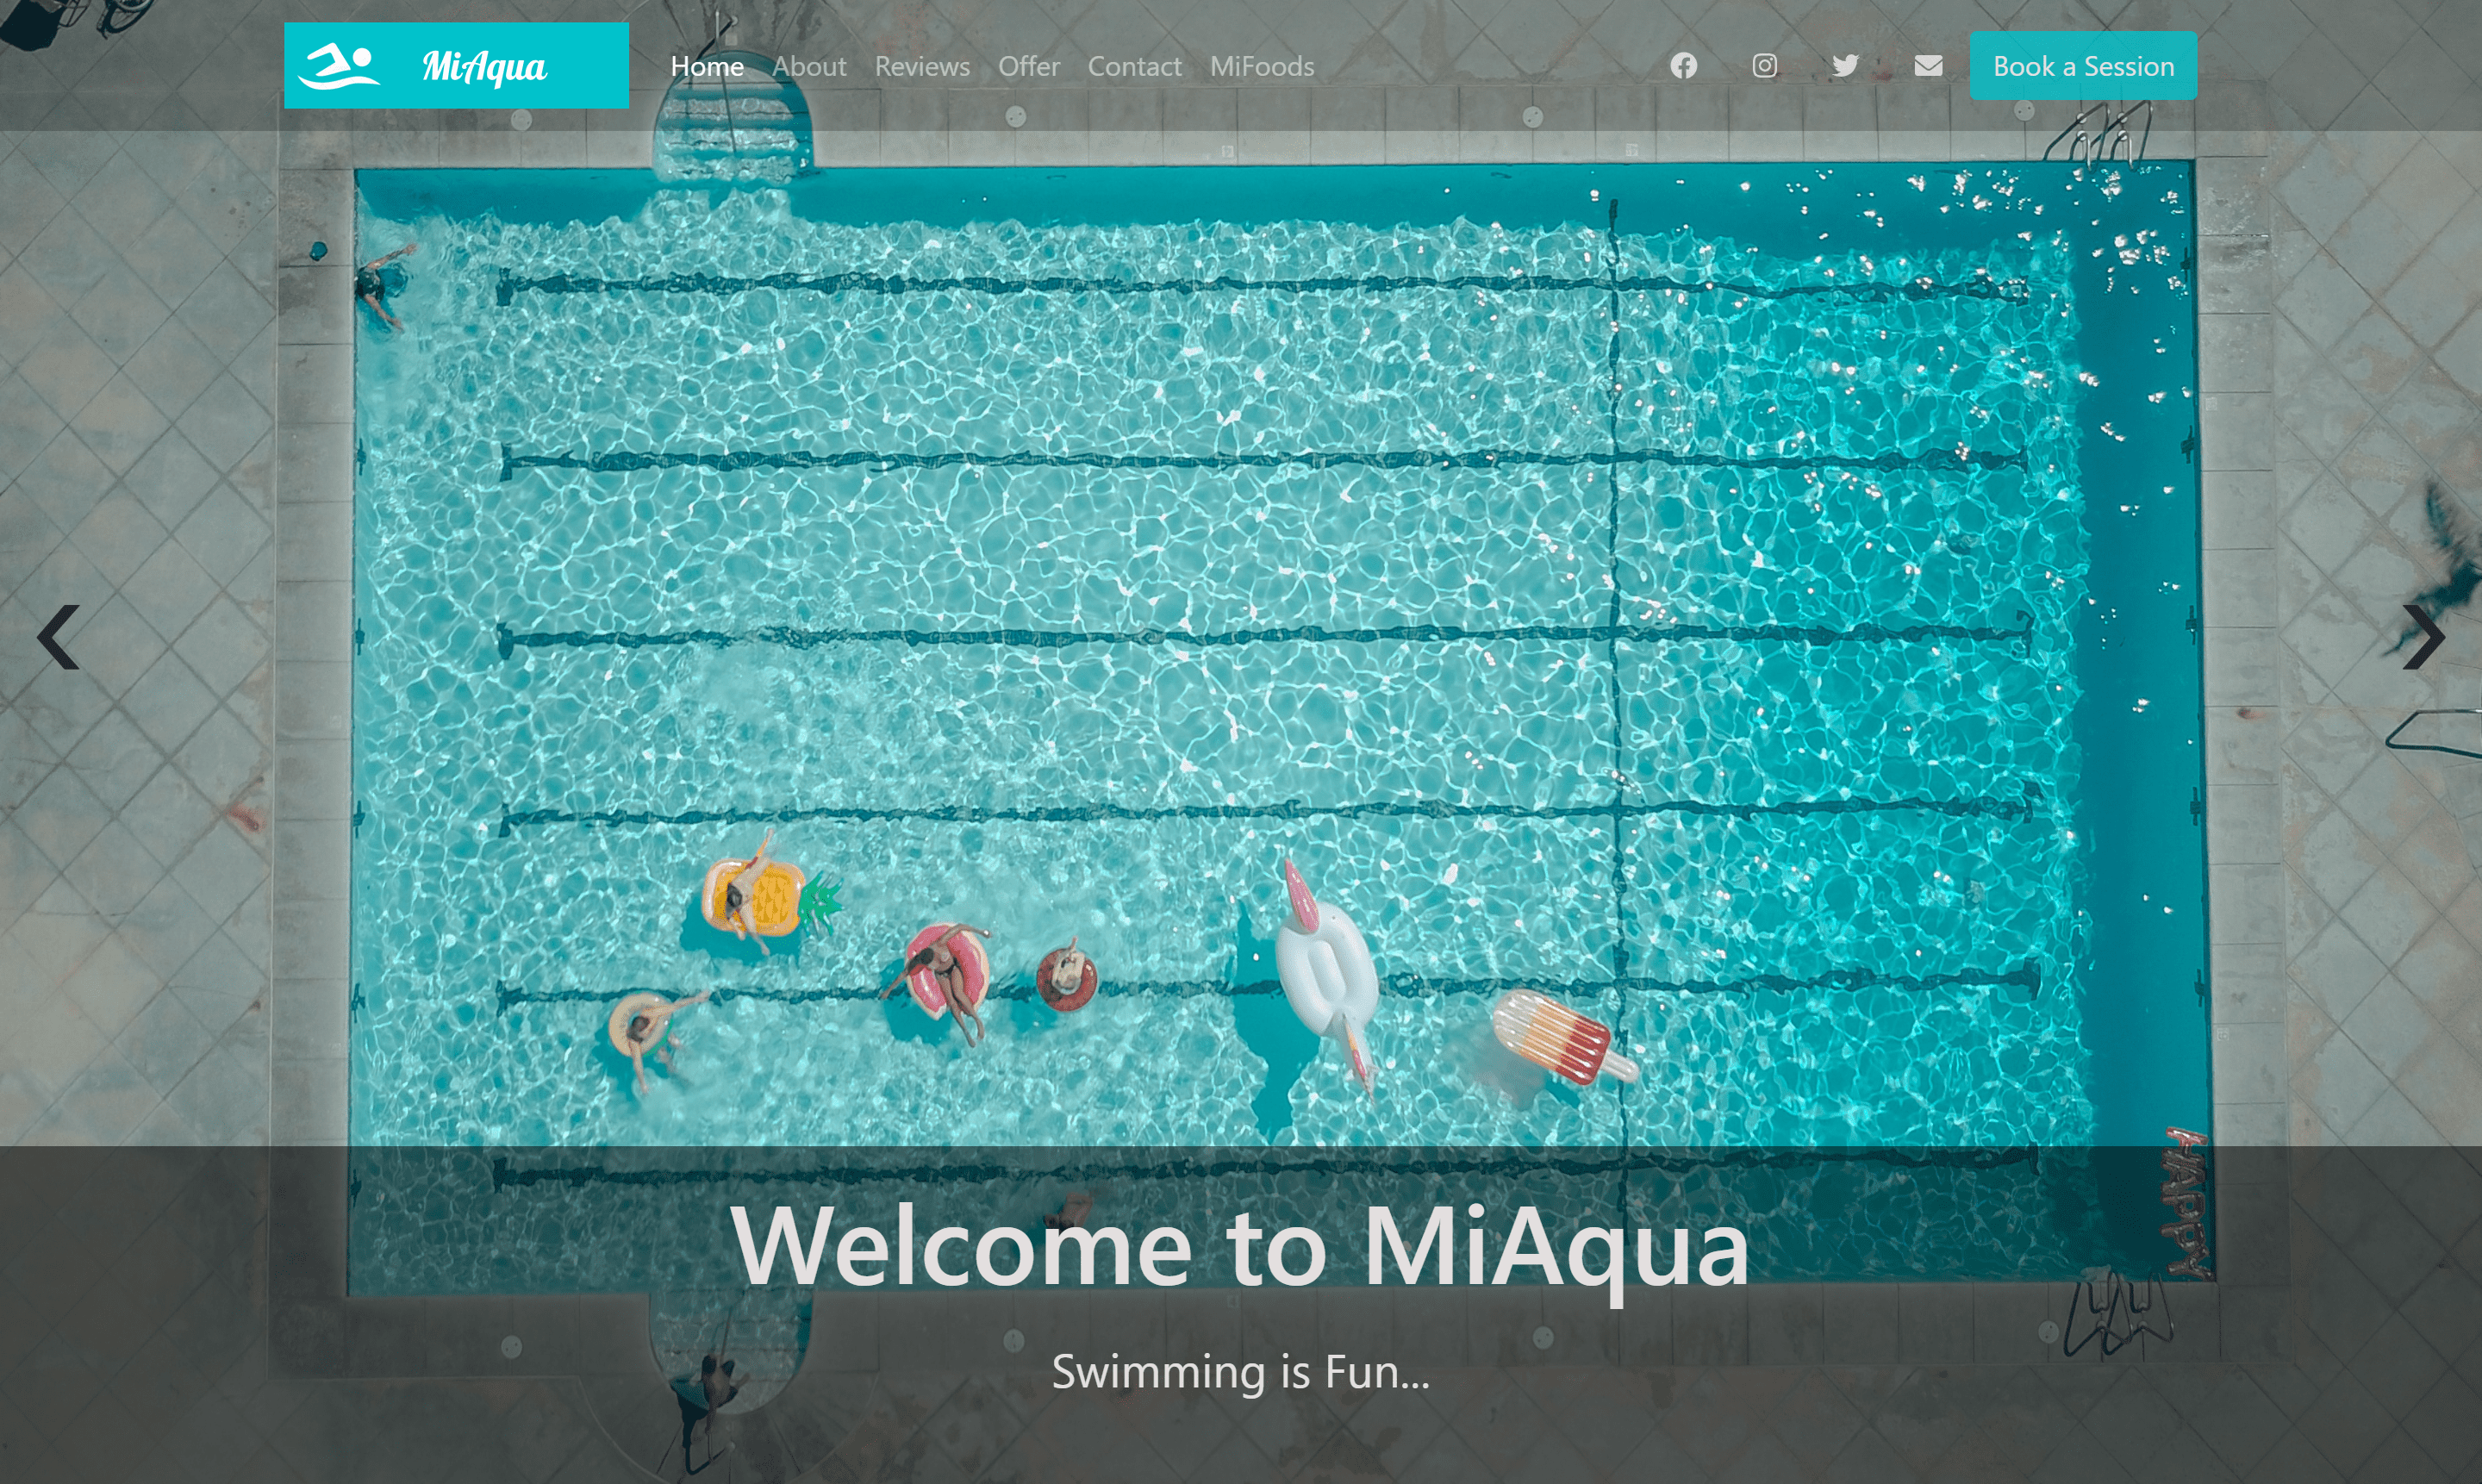 MiAqua
Home About Reviews Offer Contact MiFoods
Book a Session
HAPPY
Welcome to MiAqua
Swimming is Fun...